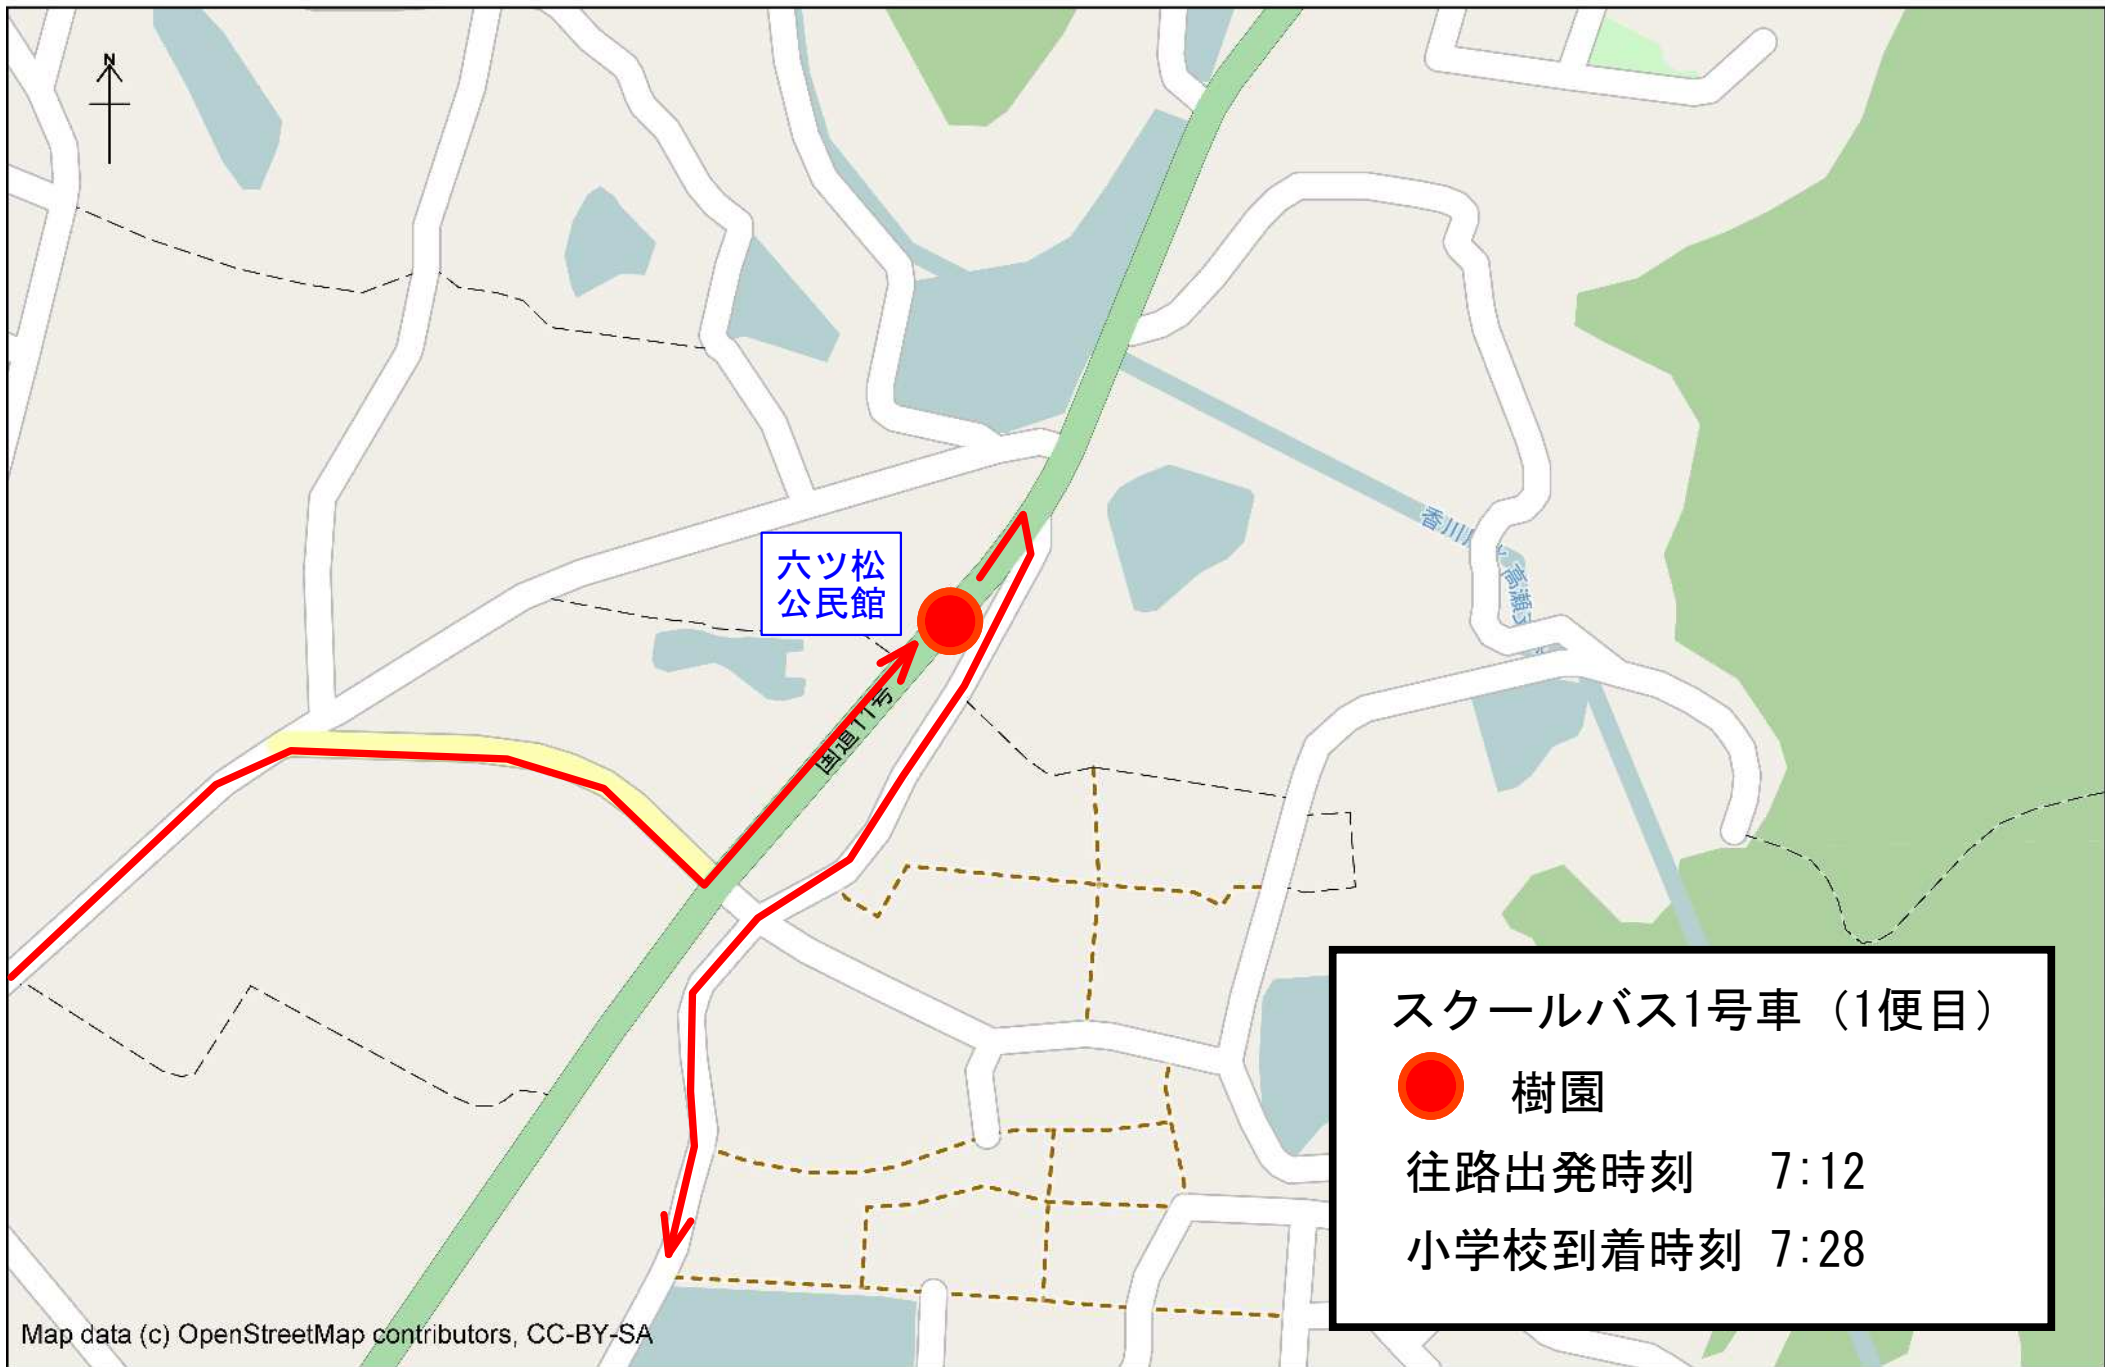 N
六ツ松
公民館
国道11号
香川用
高瀬支
スクールバス1号車（1便目）
樹園
往路出発時刻 7:12
小学校到着時刻 7:28
Map data (c) OpenStreetMap contributors, CC-BY-SA